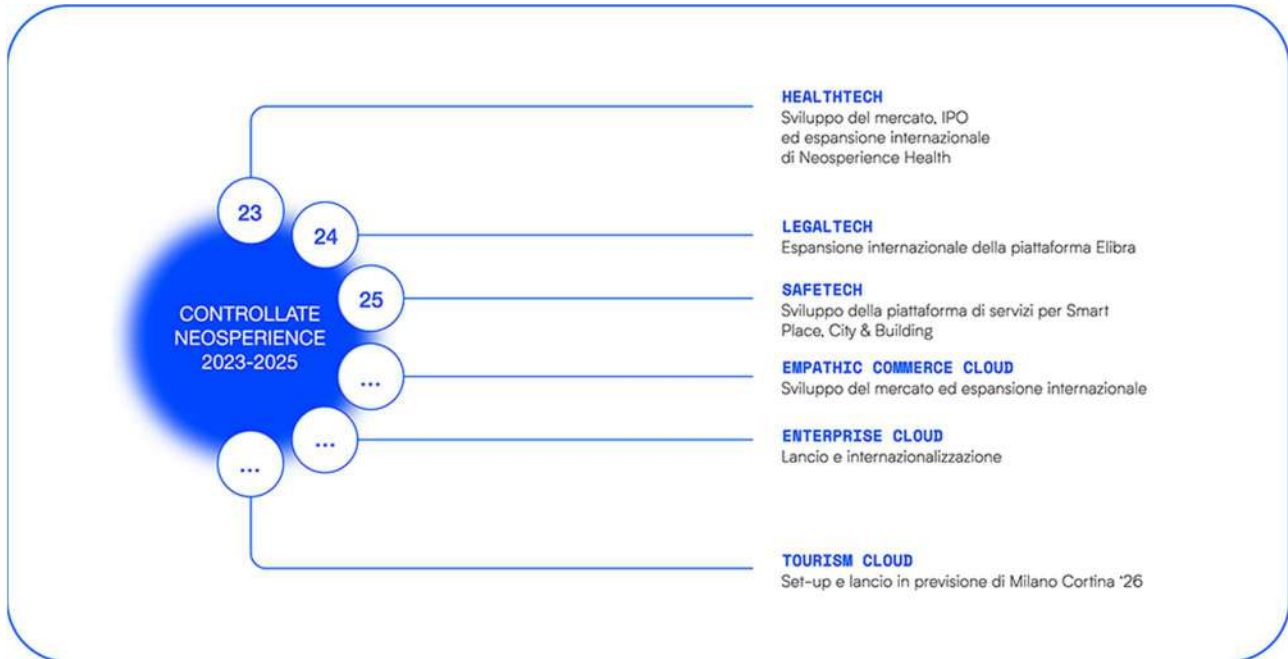 HEALTHTECH
Sviluppo del mercato, IPO
ed espansione internazionale
di Neosperience Health
23
24
LEGALTECH
Espansione internazionale della piattaforma Elibra
25
SAFETECH
Sviluppo della piattaforma di servizi per Smart
Place, City & Building
CONTROLLATE
NEOSPERIENCE
2023-2025
...
EMPATHIC COMMERCE CLOUD
Sviluppo del mercato ed espansione internazionale
...
ENTERPRISE CLOUD
Lancio e internazionalizzazione
...
TOURISM CLOUD
Set-up e lancio in previsione di Milano Cortina ‘26